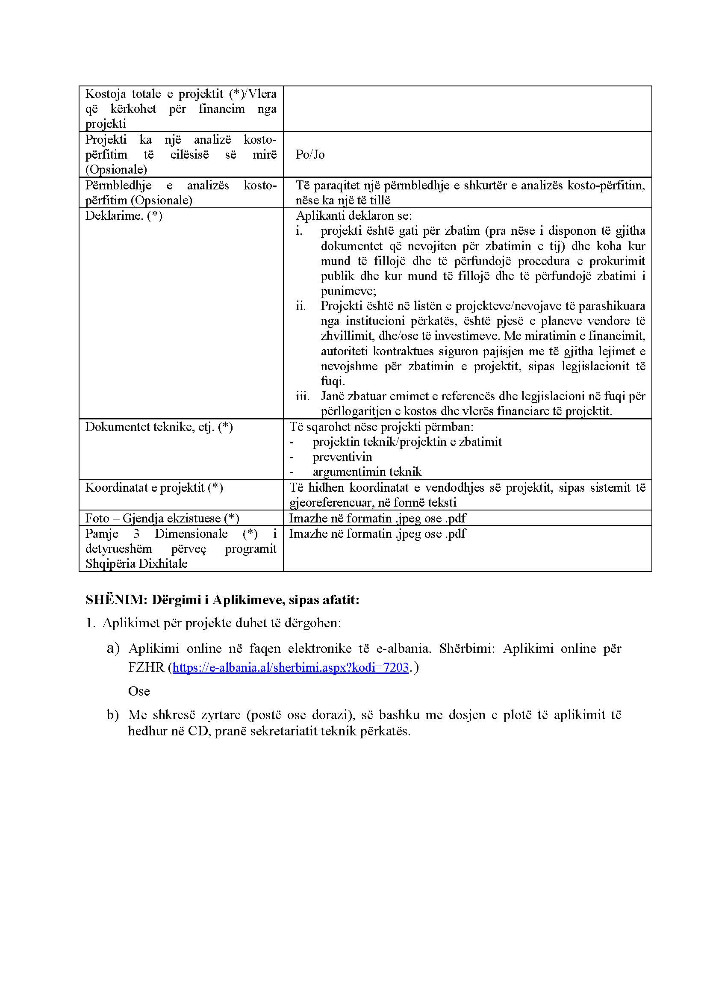 Kostoja totale e projektit (*)/Vlera
që kërkohet për financim nga
projekti
Projekti ka një analizë kosto-
përfitim të cilësisë së mirë
(Opsionale)
Po/Jo
Përmbledhje e analizës kosto-
përfitim (Opsionale)
Të paraqitet një përmbledhje e shkurtër e analizës kosto-përfitim,
nëse ka një të tillë
Deklarime. (*)
Aplikanti deklaron se:
i. projekti është gati për zbatim (pra nëse i disponon të gjitha
dokumentet që nevojiten për zbatimin e tij) dhe koha kur
mund të fillojë dhe të përfundojë procedura e prokurimit
publik dhe kur mund të fillojë dhe të përfundojë zbatimi i
punimeve;
ii. Projekti është në listën e projekteve/nevojave të parashikuara
nga institucioni përkatës, është pjesë e planeve vendore të
zhvillimit, dhe/ose të investimeve. Me miratimin e financimit,
autoriteti kontraktues siguron pajisjen me të gjitha lejimet e
nevojshme për zbatimin e projektit, sipas legjislacionit të
fuqi.
iii. Janë zbatuar cmimet e referencës dhe legjislacioni në fuqi për
përllogaritjen e kostos dhe vlerës financiare të projektit.
Dokumentet teknike, etj. (*)
Të sqarohet nëse projekti përmban:
- projektin teknik/projektin e zbatimit
- preventivin
- argumentimin teknik
Koordinatat e projektit (*)
Të hidhen koordinatat e vendodhjes së projektit, sipas sistemit të
gjeoreferencuar, në formë teksti
Foto – Gjendja ekzistuese (*)
Imazhe në formatin .jpeg ose .pdf
Pamje 3 Dimensionale (*) i
detyrueshëm përveç programit
Shqipëria Dixhitale
Imazhe në formatin .jpeg ose .pdf
SHËNIM: Dërgimi i Aplikimeve, sipas afatit:
1. Aplikimet për projekte duhet të dërgohen:
a) Aplikimi online në faqen elektronike të e-albania. Shërbimi: Aplikimi online për
FZHR (https://e-albania.al/sherbimi.aspx?kodi=7203.)
Ose
b) Me shkresë zyrtare (postë ose dorazi), së bashku me dosjen e plotë të aplikimit të
hedhur në CD, pranë sekretariatit teknik përkatës.